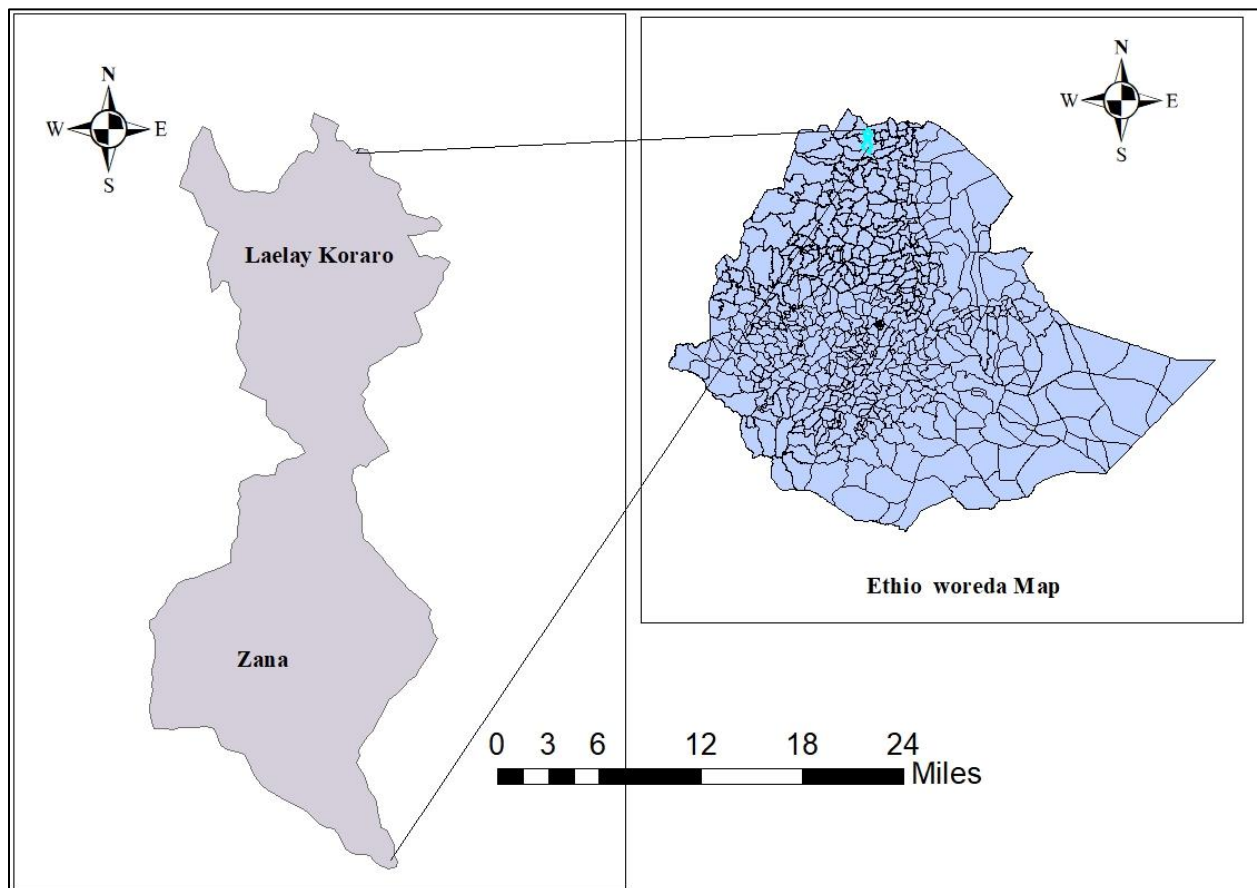 N
W E
S
Laelay Koraro
Zana
N
W E
S
Ethio woreda Map
0 3 6 12 18 24
Miles